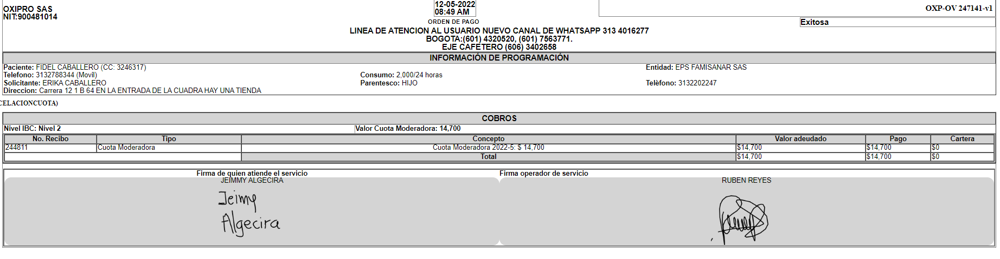 OXIPRO SAS
NIT:900481014
12-05-2022
08:49 AM
OXP-OV 247141-v1
ORDEN DE PAGO
Exitosa
LINEA DE ATENCION AL USUARIO NUEVO CANAL DE WHATSAPP 313 4016277
BOGOTA:(601) 4320520, (601) 7563771.
EJE CAFETERO (606) 3402658
INFORMACIÓN DE PROGRAMACIÓN
Paciente: FIDEL CABALLERO (CC: 3246317) Entidad: EPS FAMISANAR SAS
Telefono: 3132788344 (Movil) Consumo: 2,000/24 horas
Solicitante: ERIKA CABALLERO Parentesco: HIJO Telèfono: 3132202247
Direccion: Carrera 12 1 B 64 EN LA ENTRADA DE LA CUADRA HAY UNA TIENDA
CELACIONCUOTA)
COBROS
Nivel IBC: Nivel 2 Valor Cuota Moderadora: 14,700
No. Recibo Tipo Concepto Valor adeudado Pago Cartera
244811 Cuota Moderadora Cuota Moderadora 2022-5: $ 14,700 $14,700 $14,700 $0
Total $14,700 $14,700 $0
Firma de quien atiende el servicio Firma operador de servicio
JEIMMY ALGECIRA RUBEN REYES
Jeimy
Algecira